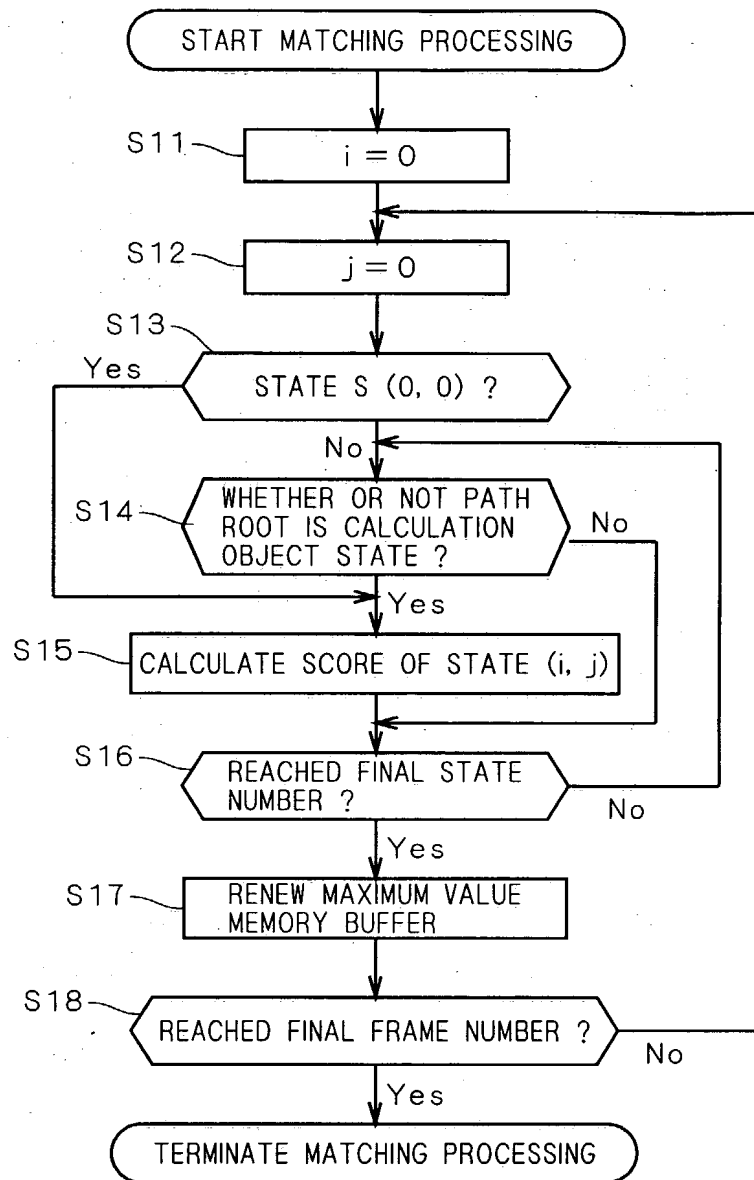 START MATCHING PROCESSING
S11
i = 0
S12
j = 0
S13
Yes
STATE S (0, 0) ?
No
S14
WHETHER OR NOT PATH
ROOT IS CALCULATION
OBJECT STATE ?
No
Yes
S15
CALCULATE SCORE OF STATE (i, j)
S16
REACHED FINAL STATE
NUMBER ?
No
Yes
S17
RENEW MAXIMUM VALUE
MEMORY BUFFER
S18
REACHED FINAL FRAME NUMBER ?
No
Yes
TERMINATE MATCHING PROCESSING